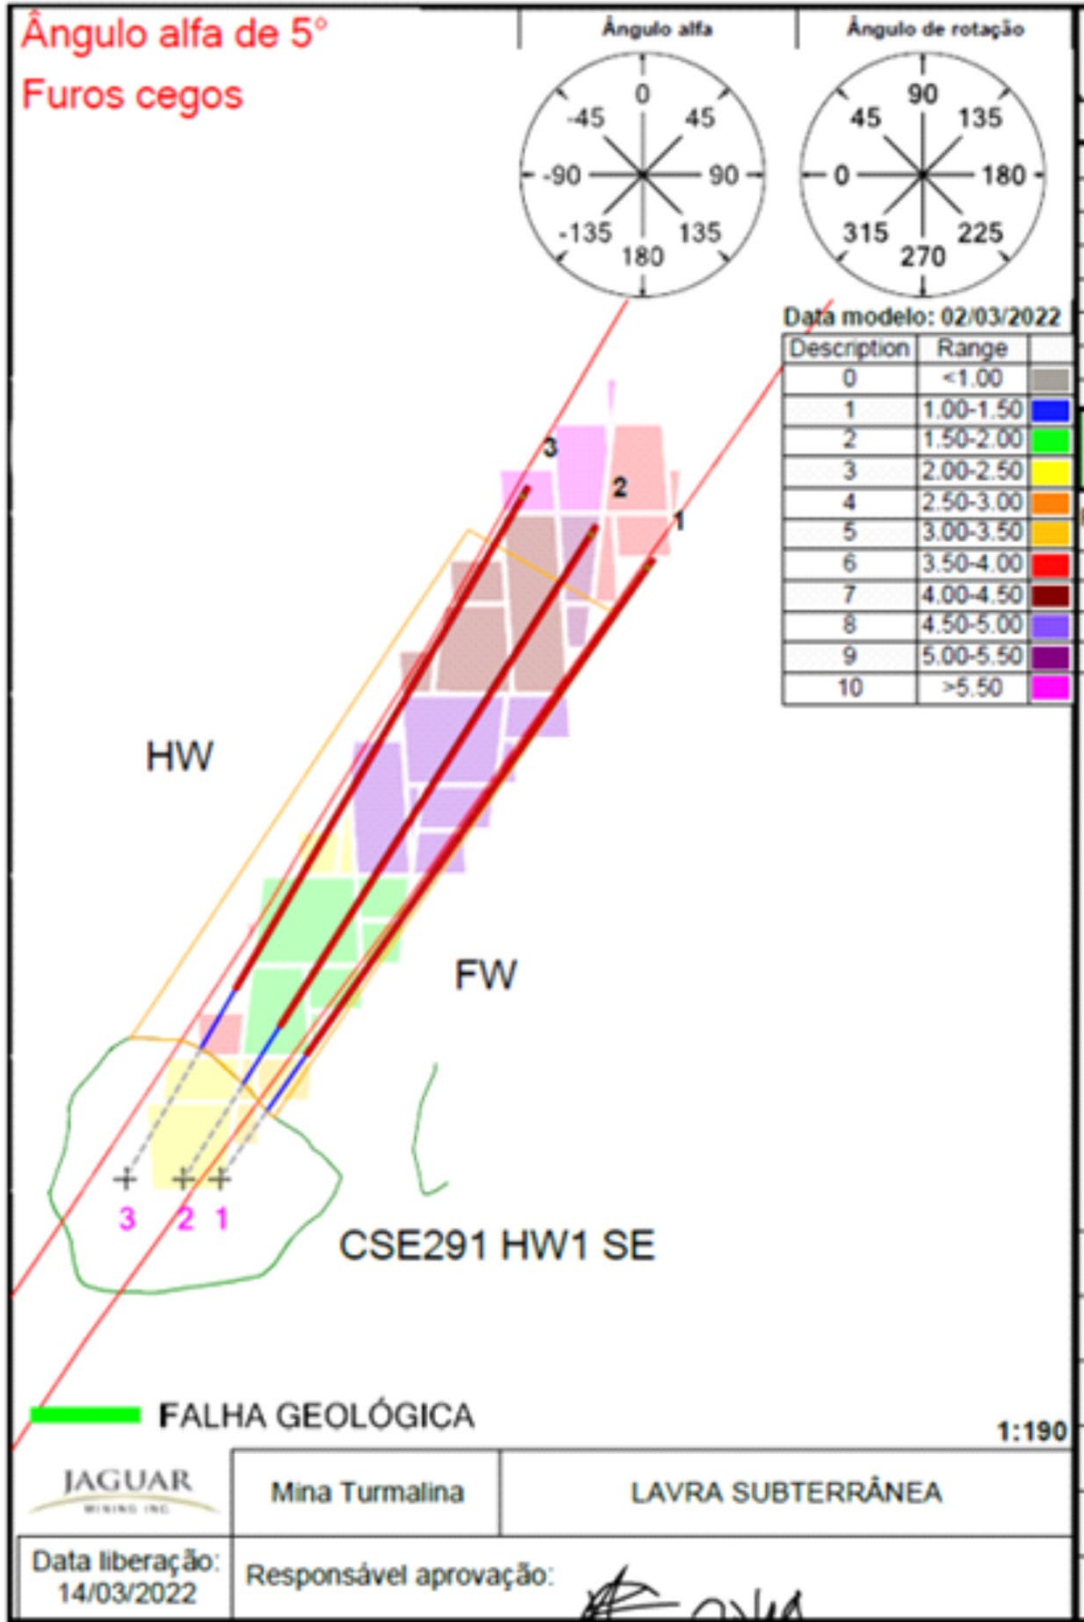 Ângulo alfa de 5°
Furos cegos
Ângulo alfa
0
-45 45
-90 90
-135 135
180
Ângulo de rotação
90
45 135
0 180
315 225
270
Data modelo: 02/03/2022
Description Range
0 <1.00
1 1.00-1.50
2 1.50-2.00
3 2.00-2.50
4 2.50-3.00
5 3.00-3.50
6 3.50-4.00
7 4.00-4.50
8 4.50-5.00
9 5.00-5.50
10 >5.50
3
2
1
HW
FW
3 2 1
CSE291 HW1 SE
FALHA GEOLÓGICA
1:190
JAGUAR
MINING INC.
Mina Turmalina
LAVRA SUBTERRÂNEA
Data liberação:
14/03/2022
Responsável aprovação: